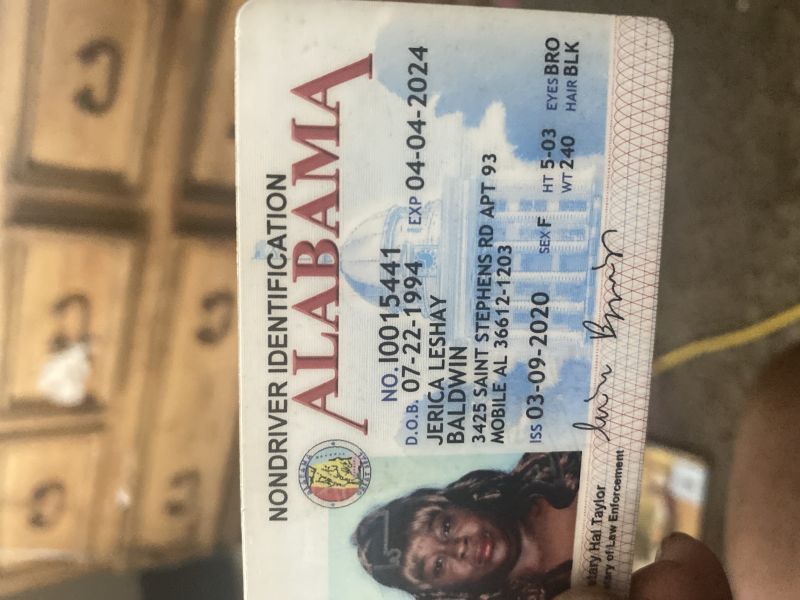 NONDRIVER IDENTIFICATION
ALABAMA
NO. I0015441
D.O.B. 07-22-1994 EXP 04-04-2024
JERICA LESHAY
BALDWIN
3425 SAINT STEPHENS RD APT 93
MOBILE AL 36612-1203
SEX F HT 5-03 EYES BRO
WT 240 HAIR BLK
ISS 03-09-2020
Hal Taylor
of Law Enforcement